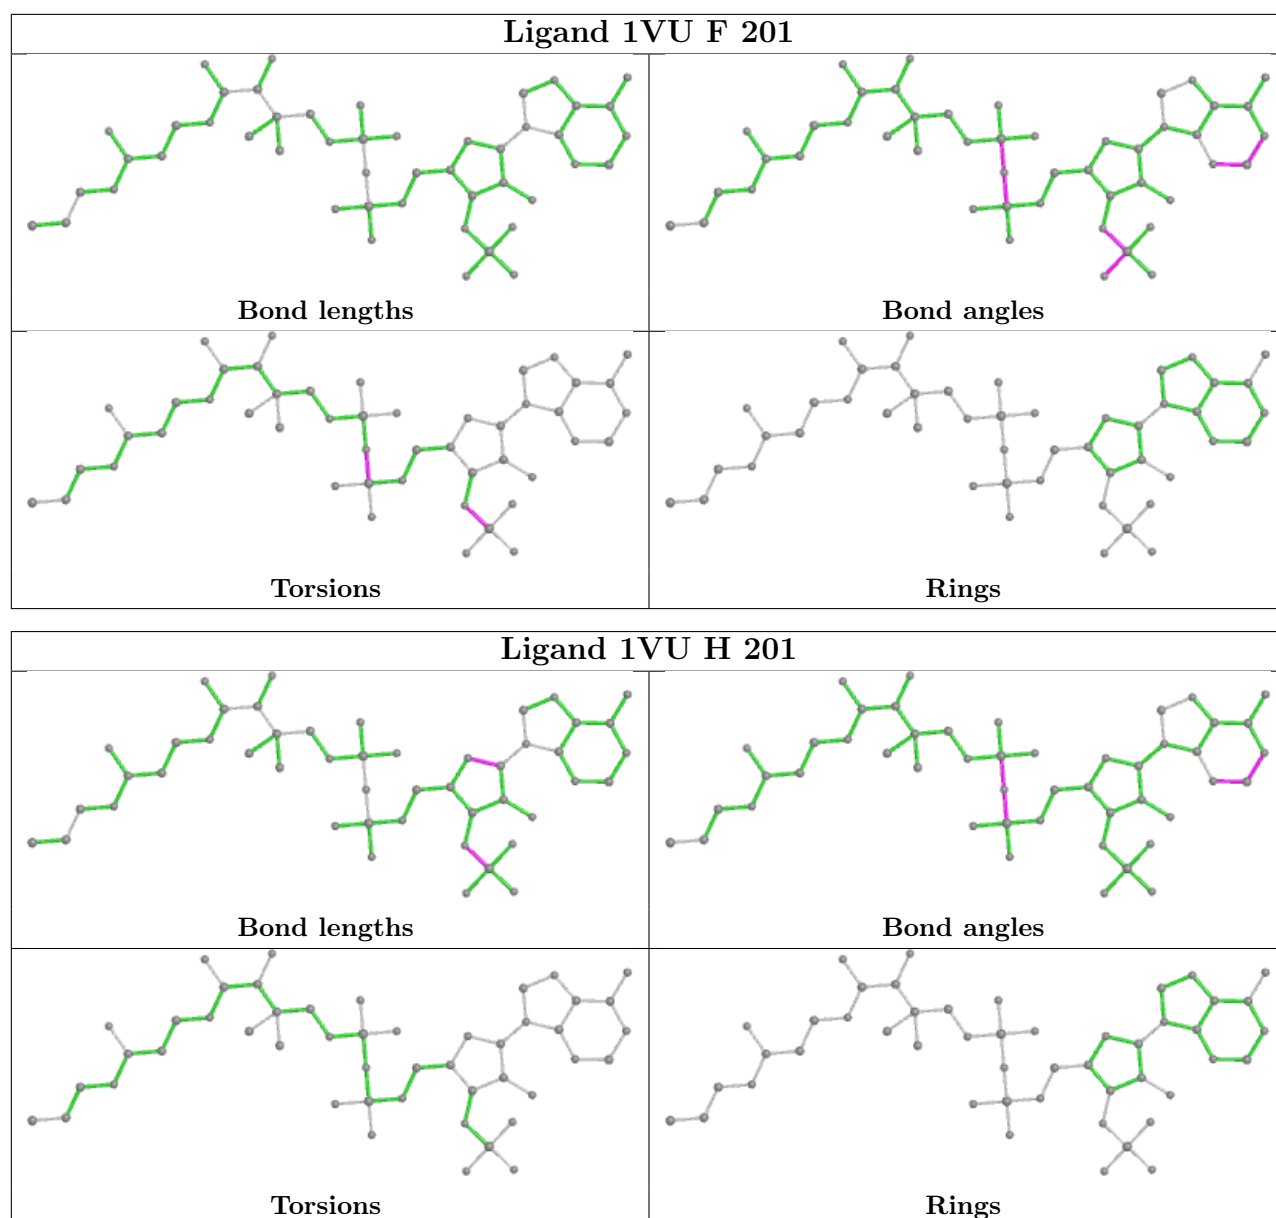 Ligand 1VU F 201
Bond lengths
Bond angles
Torsions
Rings
Ligand 1VU H 201
Bond lengths
Bond angles
Torsions
Rings